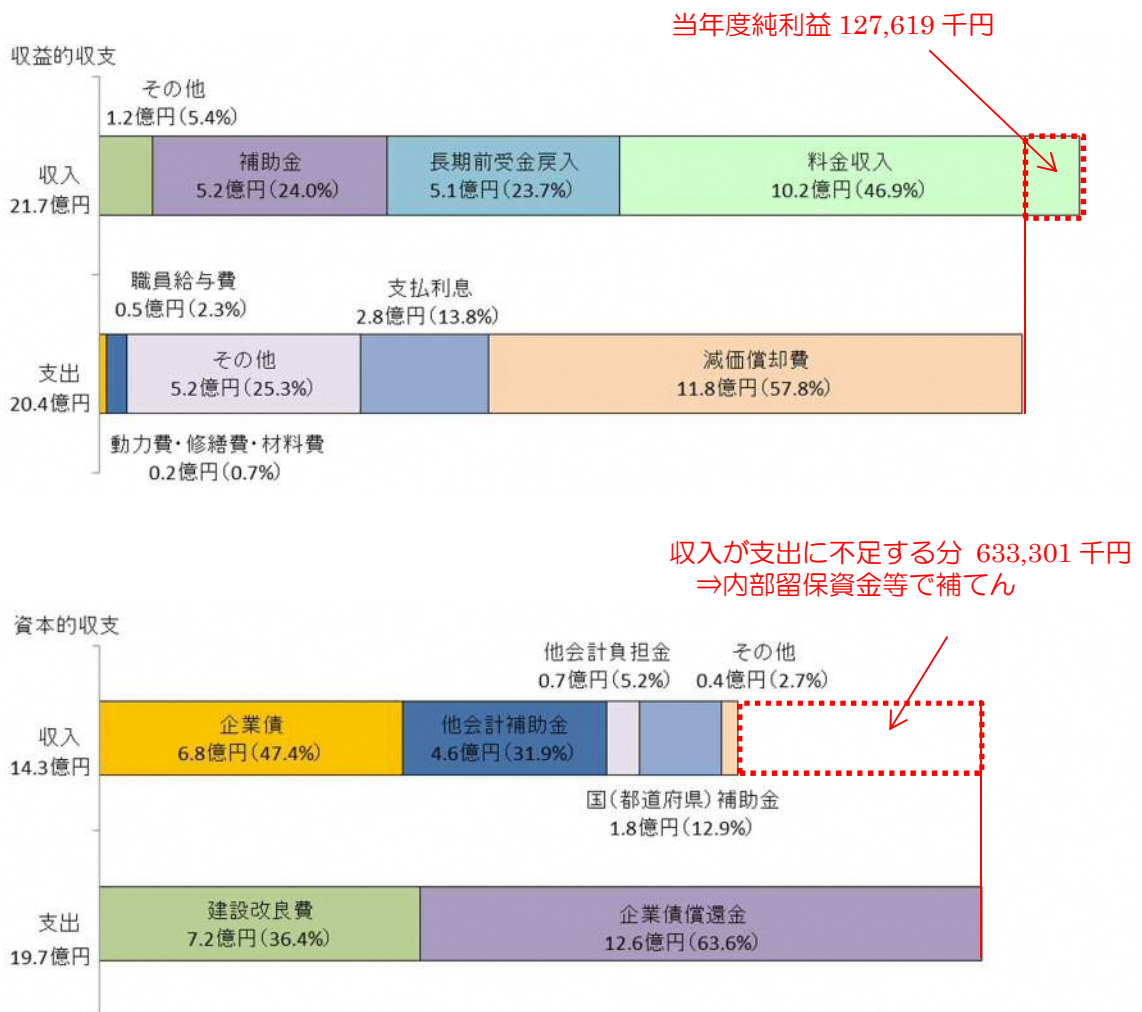 当年度純利益 127,619 千円
収益的収支
その他
1.2億円(5.4%)
収入
21.7億円
補助金
5.2億円(24.0%)
長期前受金戻入
5.1億円(23.7%)
料金収入
10.2億円(46.9%)
職員給与費
0.5億円(2.3%)
支払利息
2.8億円(13.8%)
支出
20.4億円
その他
5.2億円(25.3%)
減価償却費
11.8億円(57.8%)
動力費・修繕費・材料費
0.2億円(0.7%)
収入が支出に不足する分 633,301 千円
⇒内部留保資金等で補てん
資本的収支
他会計負担金
0.7億円(5.2%)
その他
0.4億円(2.7%)
収入
14.3億円
企業債
6.8億円(47.4%)
他会計補助金
4.6億円(31.9%)
国(都道府県)補助金
1.8億円(12.9%)
支出
19.7億円
建設改良費
7.2億円(36.4%)
企業債償還金
12.6億円(63.6%)